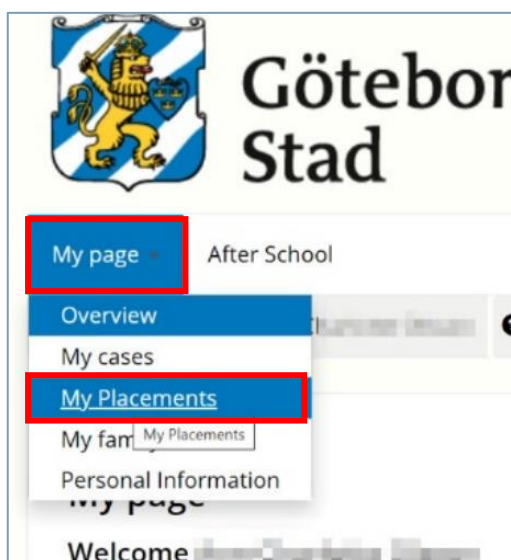 Götebor
Stad
My page
After School
Overview
My cases
My Placements
My fam
My Placements
Personal Information
My page
Welcome